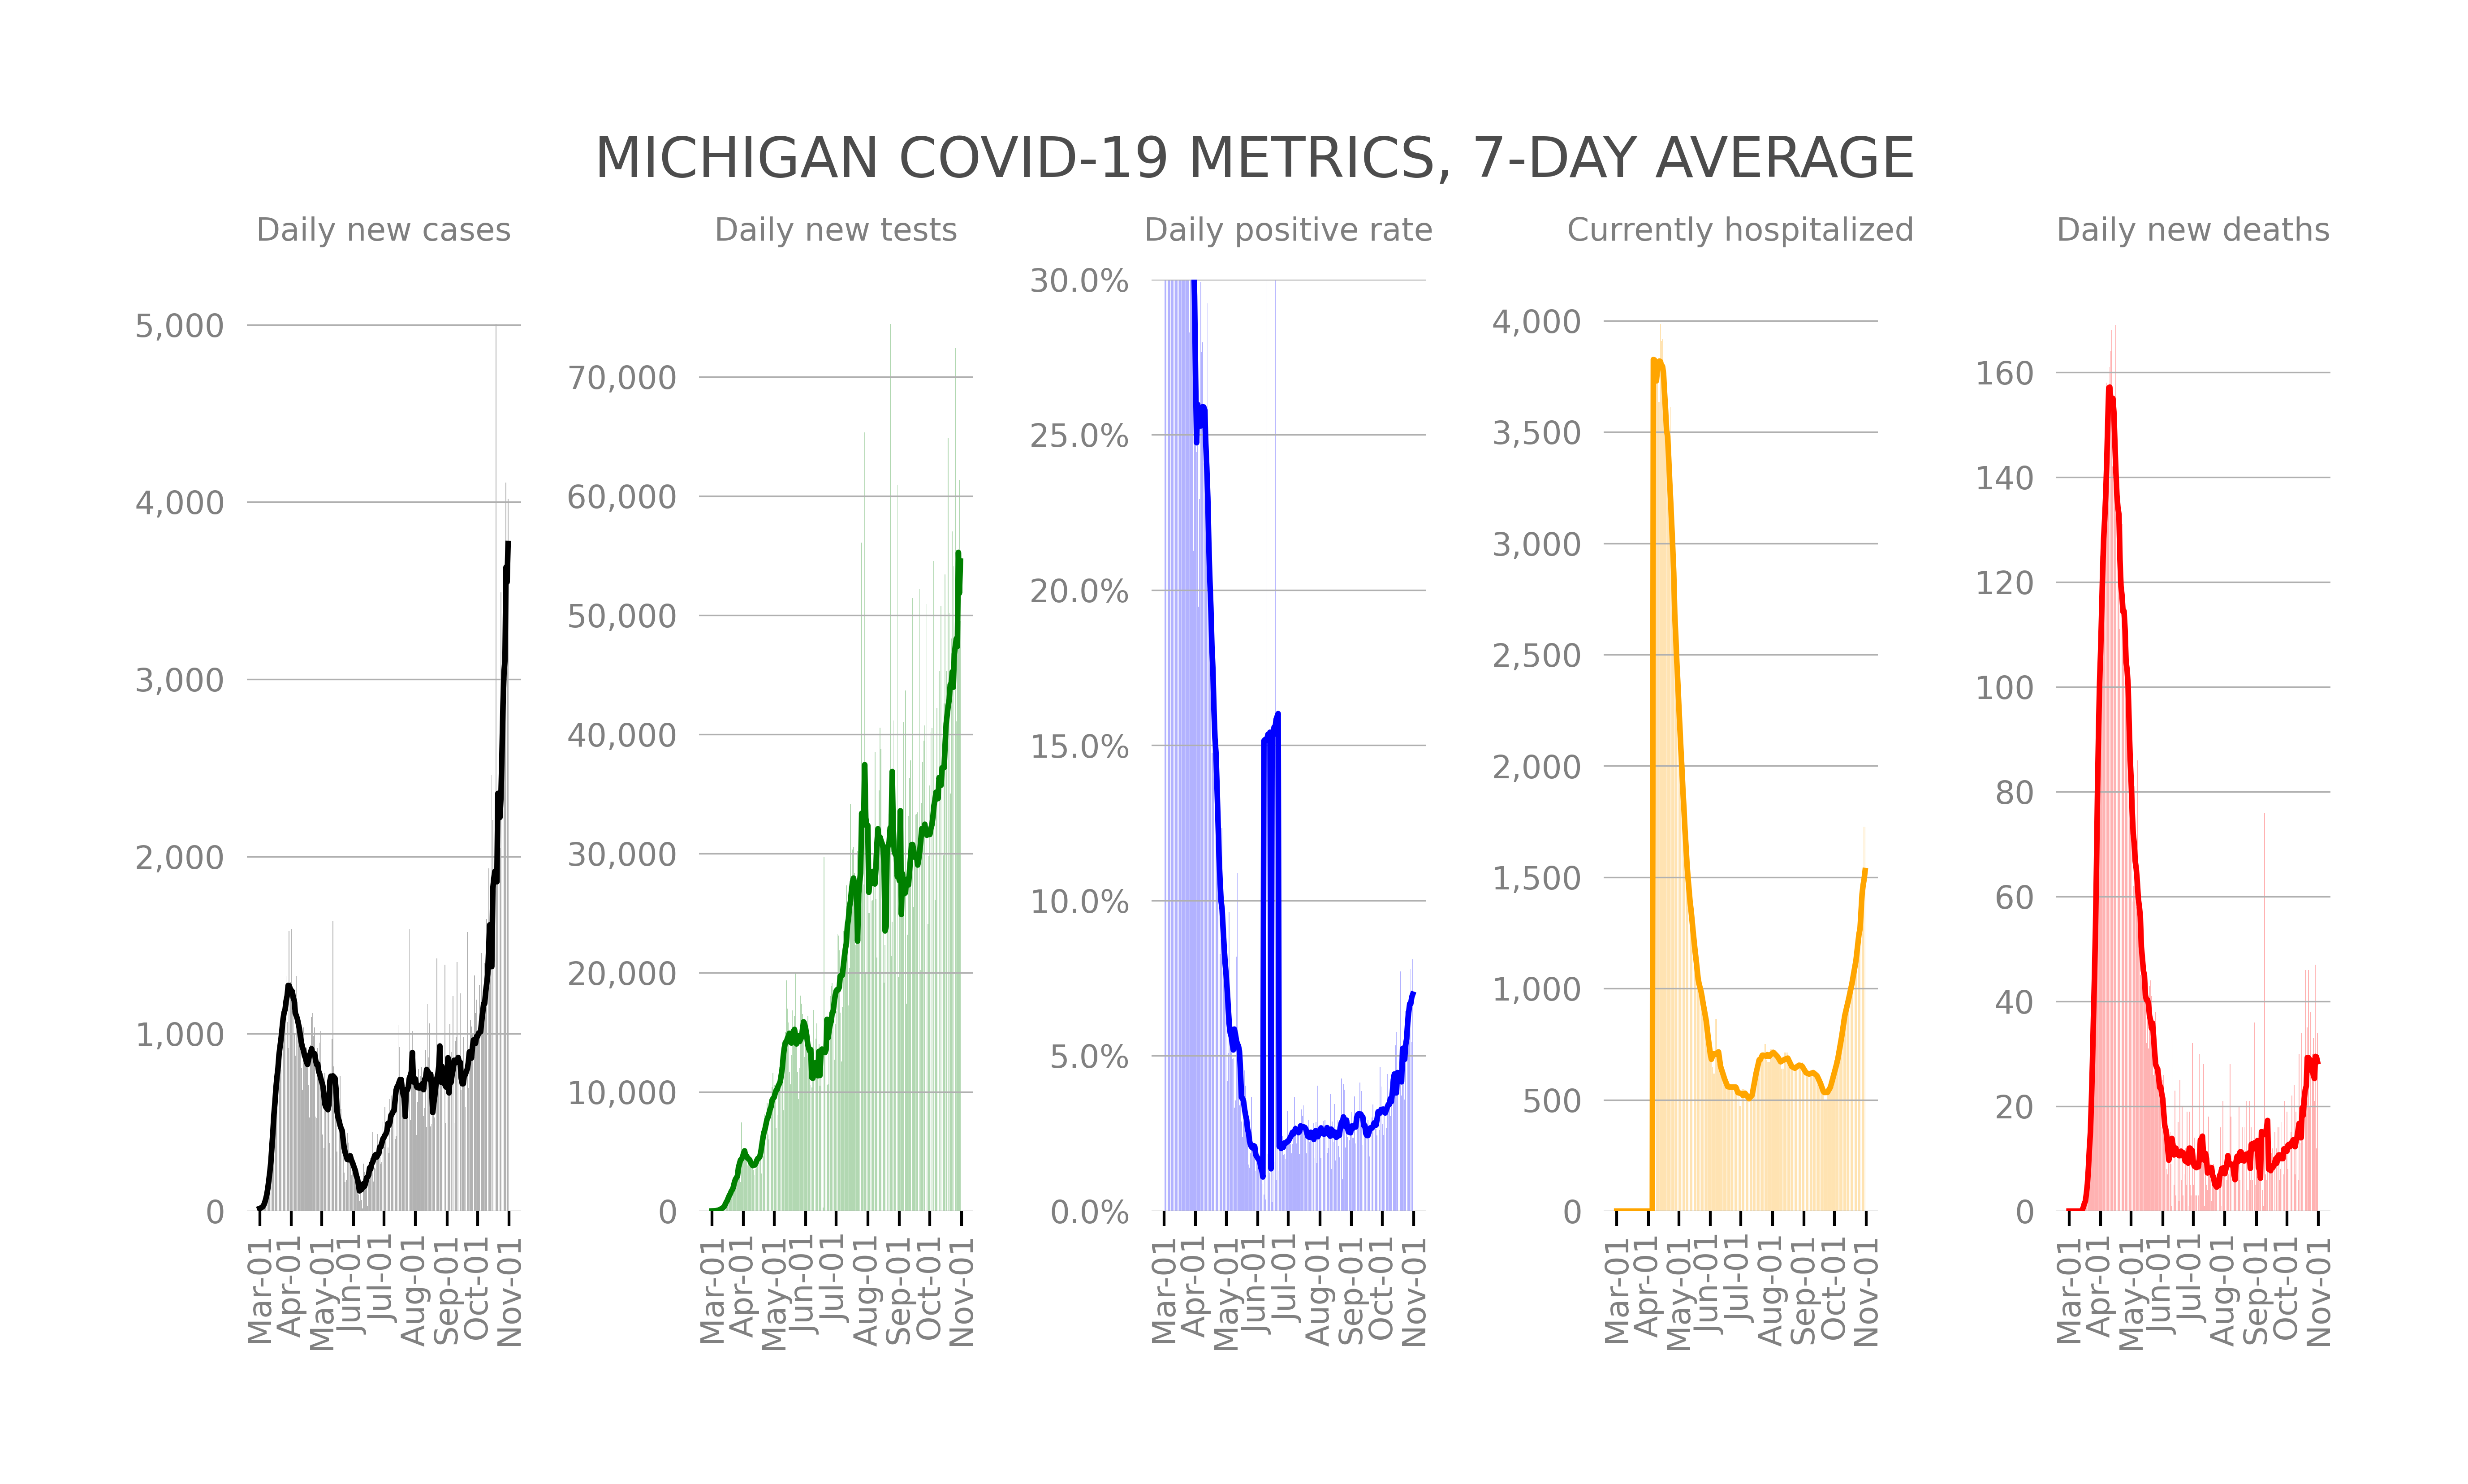 MICHIGAN COVID-19 METRICS, 7-DAY AVERAGE
Daily new cases
5,000
4,000
3,000
2,000
1,000
0
Mar-01
Apr-01
May-01
Jun-01
Jul-01
Aug-01
Sep-01
Oct-01
Nov-01
Daily new tests
70,000
60,000
50,000
40,000
30,000
20,000
10,000
0
Mar-01
Apr-01
May-01
Jun-01
Jul-01
Aug-01
Sep-01
Oct-01
Nov-01
Daily positive rate
30.0%
25.0%
20.0%
15.0%
10.0%
5.0%
0.0%
Mar-01
Apr-01
May-01
Jun-01
Jul-01
Aug-01
Sep-01
Oct-01
Nov-01
Currently hospitalized
4,000
3,500
3,000
2,500
2,000
1,500
1,000
500
0
Mar-01
Apr-01
May-01
Jun-01
Jul-01
Aug-01
Sep-01
Oct-01
Nov-01
Daily new deaths
160
140
120
100
80
60
40
20
0
Mar-01
Apr-01
May-01
Jun-01
Jul-01
Aug-01
Sep-01
Oct-01
Nov-01